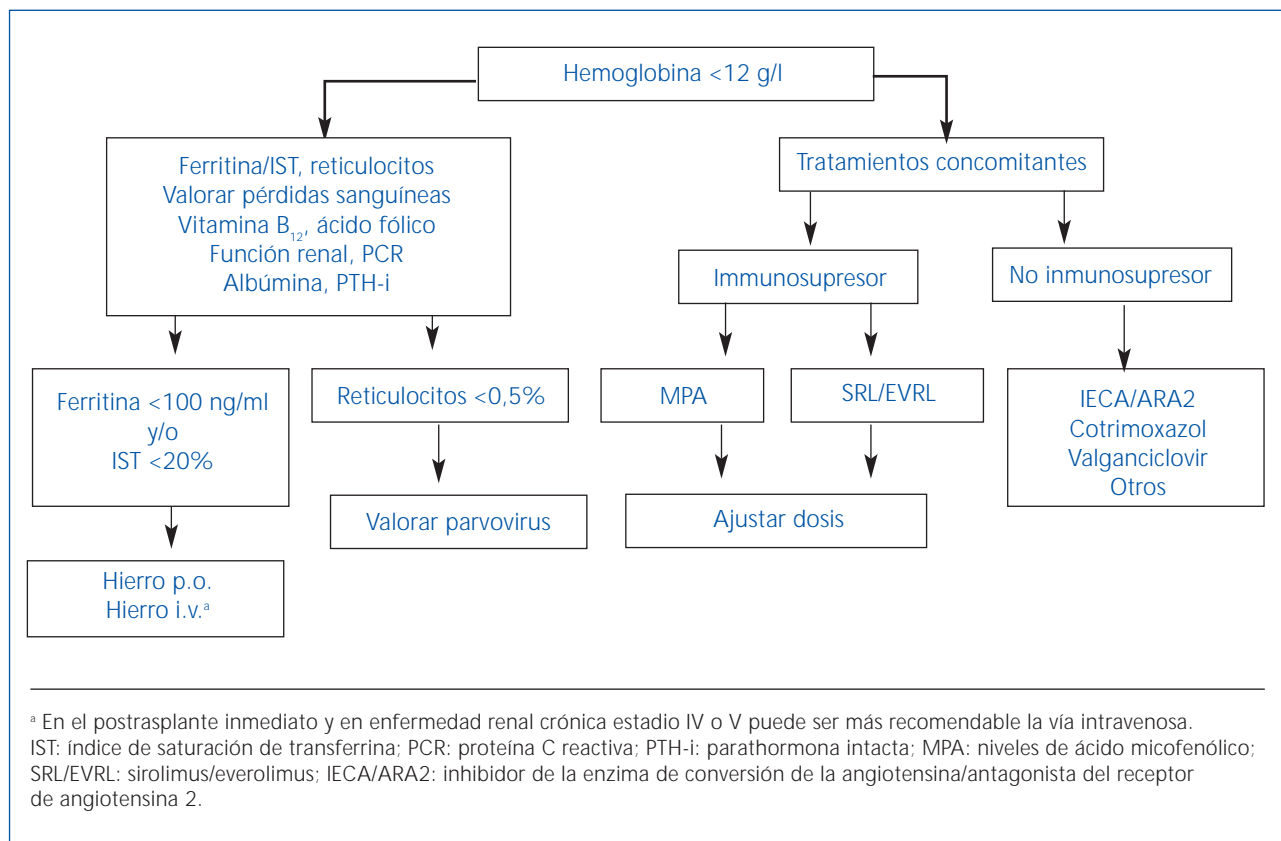 Hemoglobina <12 g/l
Ferritina/IST, reticulocitos
Valorar pérdidas sanguíneas
Vitamina B₁₂, ácido fólico
Función renal, PCR
Albúmina, PTH-i
Tratamientos concomitantes
Immunosupresor
No inmunosupresor
Ferritina <100 ng/ml
y/o
IST <20%
Reticulocitos <0,5%
MPA
SRL/EVRL
IECA/ARA2
Cotrimoxazol
Valganciclovir
Otros
Valorar parvovirus
Ajustar dosis
Hierro p.o.
Hierro i.v.ᵃ
ᵃ En el postrasplante inmediato y en enfermedad renal crónica estadio IV o V puede ser más recomendable la vía intravenosa.
IST: índice de saturación de transferrina; PCR: proteína C reactiva; PTH-i: parathormona intacta; MPA: niveles de ácido micofenólico;
SRL/EVRL: sirolimus/everolimus; IECA/ARA2: inhibidor de la enzima de conversión de la angiotensina/antagonista del receptor
de angiotensina 2.